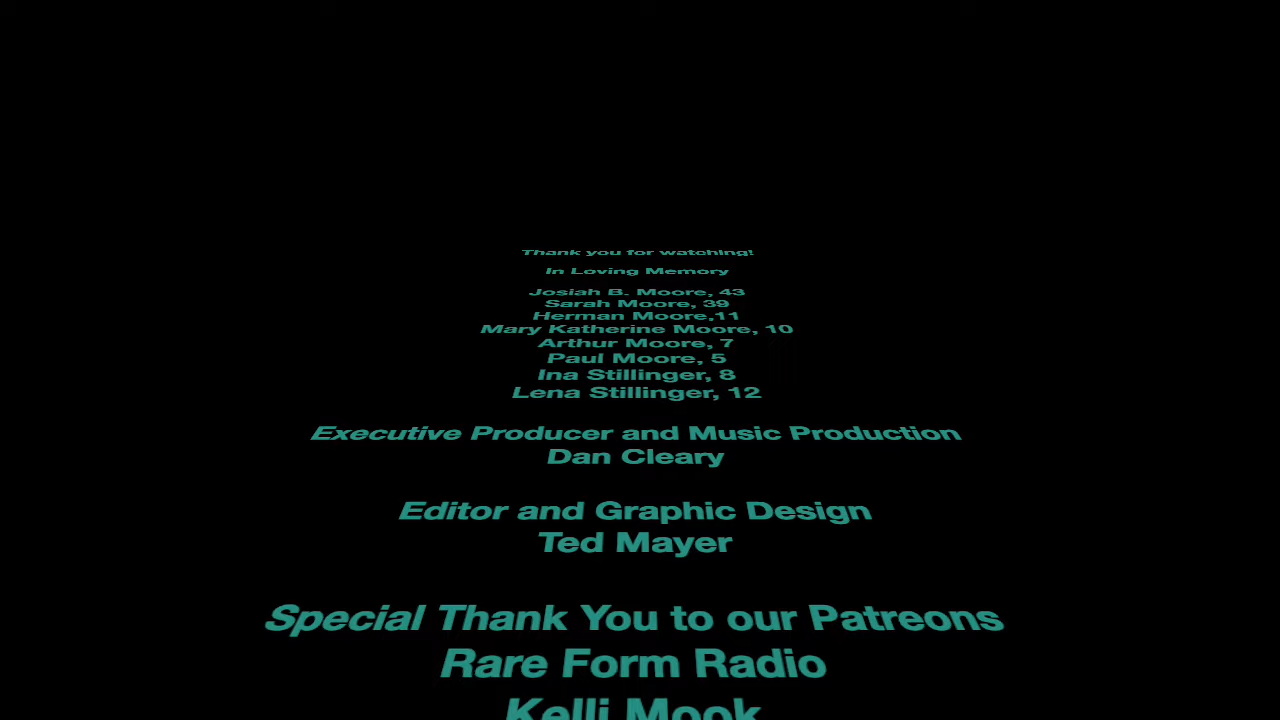 Thank you for watching!
In Loving Memory
Josiah B. Moore, 43
Sarah Moore, 39
Herman Moore,11
Mary Katherine Moore, 10
Arthur Moore, 7
Paul Moore, 5
Ina Stillinger, 8
Lena Stillinger, 12
Executive Producer and Music Production
Dan Cleary
Editor and Graphic Design
Ted Mayer
Special Thank You to our Patreons
Rare Form Radio
Kelli Mook